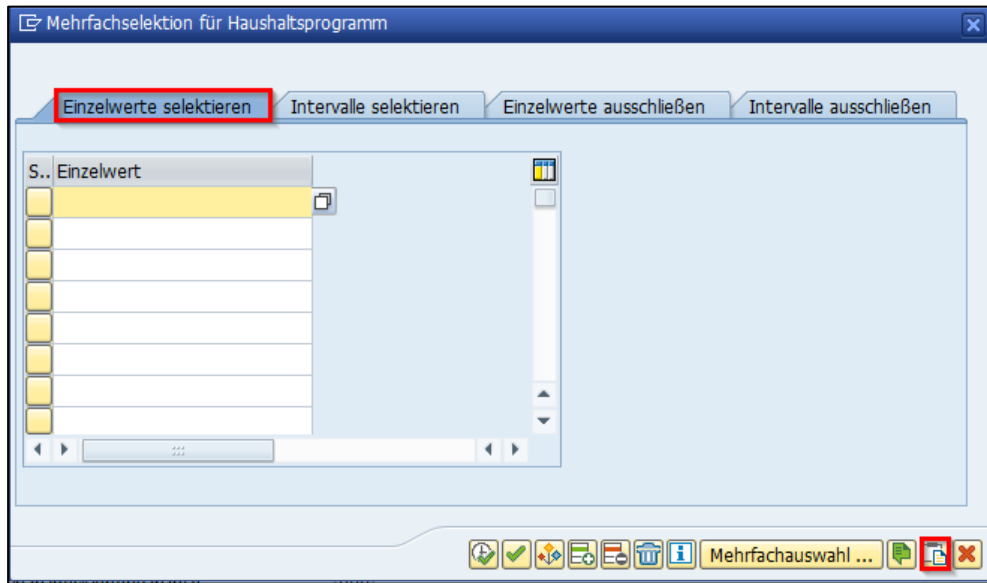 Mehrfachselektion für Haushaltsprogramm
Einzelwerte selektieren Intervalle selektieren Einzelwerte ausschließen Intervalle ausschließen
S.. Einzelwert
Mehrfachauswahl ...